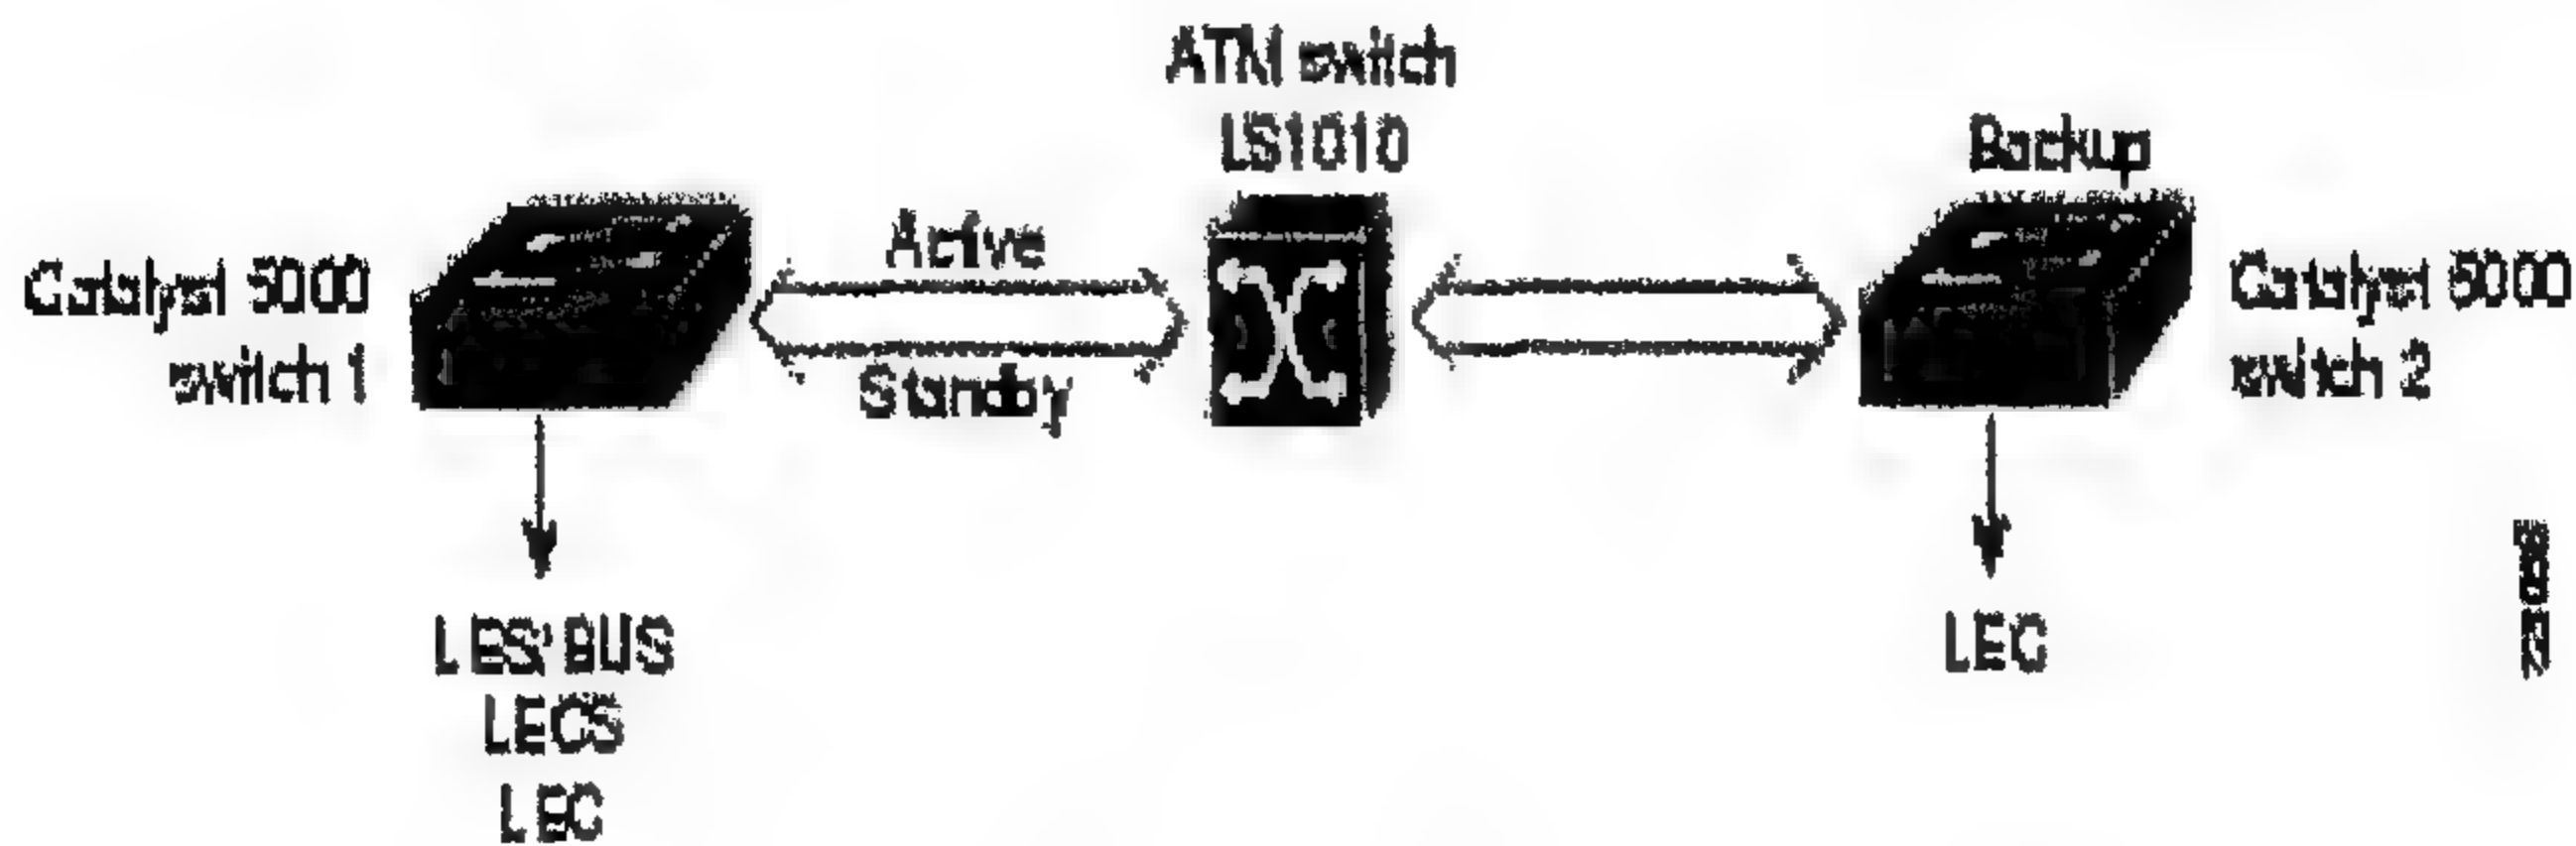 ATM switch
LS1010
Backup
Active
Catalyst 5000
switch 1
Standby
Catalyst 5000
switch 2
LES/BUS
LECS
LEC
LEC